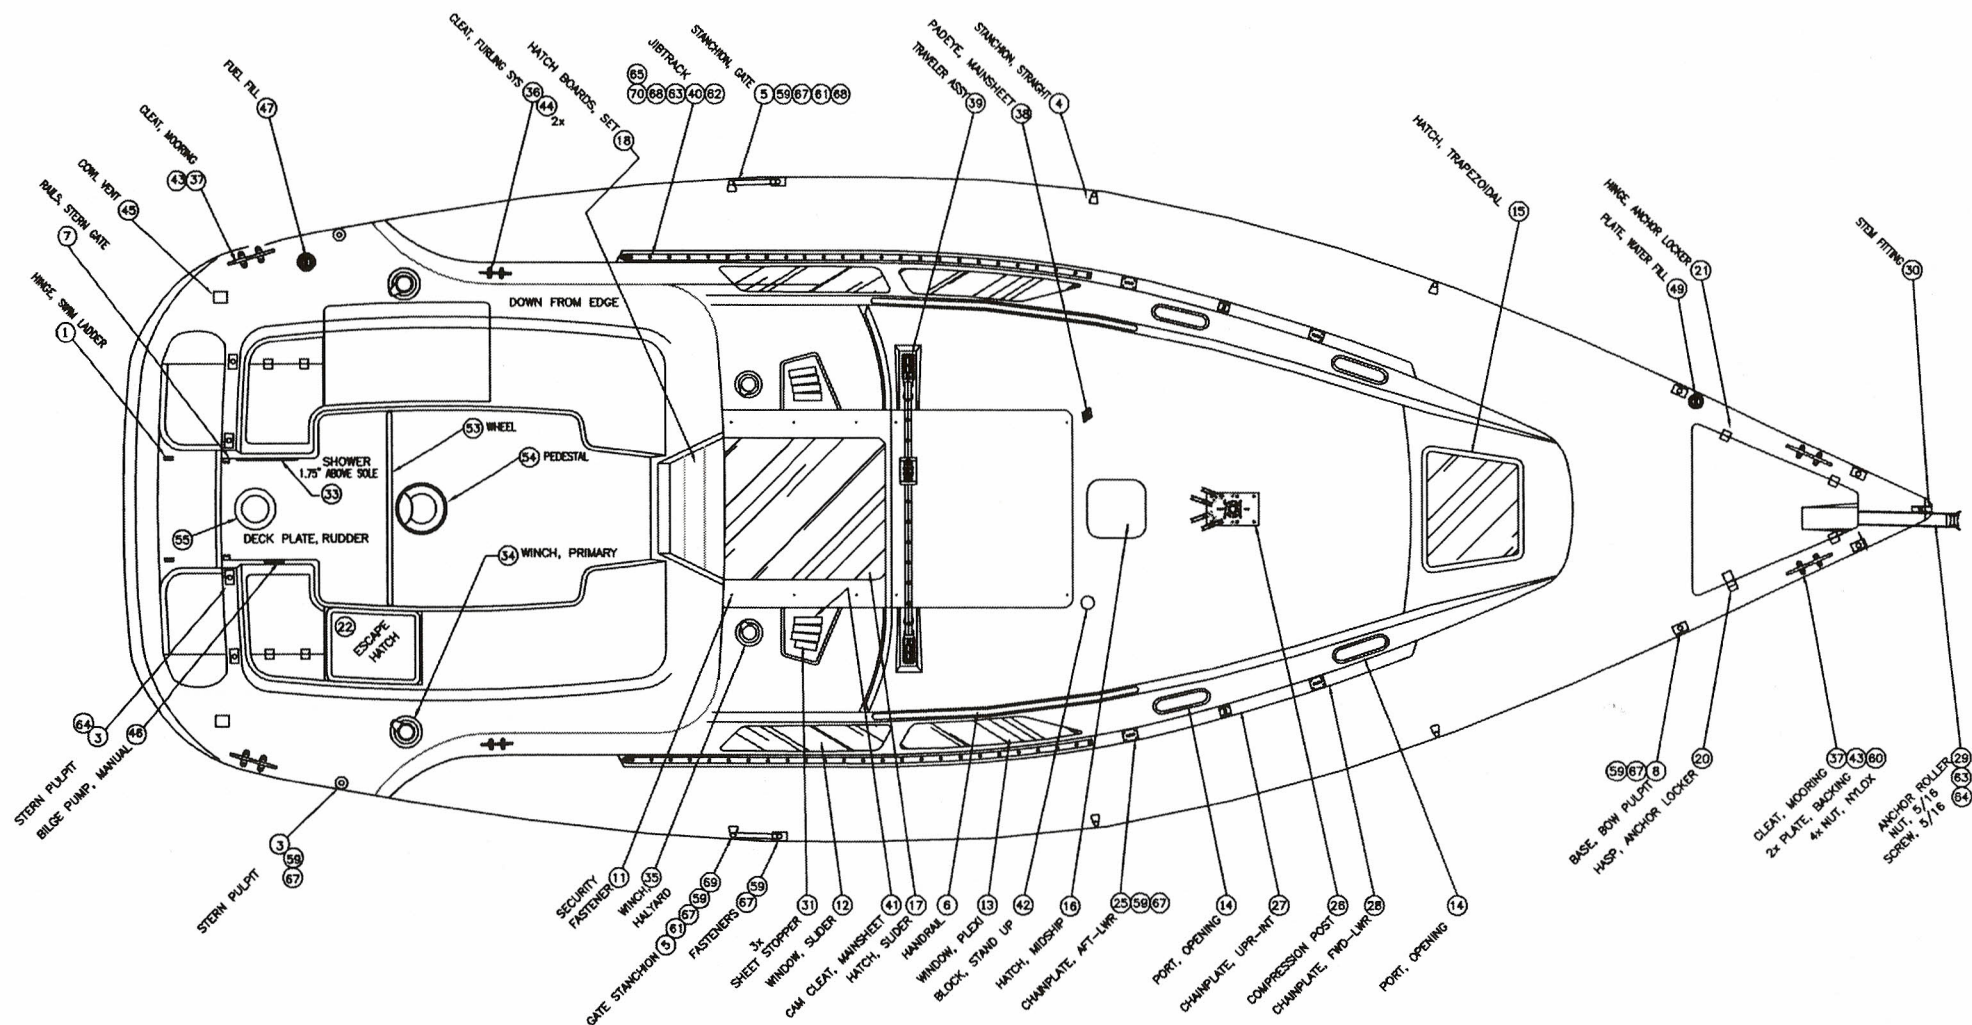 CLEAT, FURLING SYS
36
44
2x
HATCH BOARDS, SET
18
JIBTRACK
65
70 68 63 40 62
STANCHION, GATE
5 59 67 61 68
TRAVELER ASSY
39
PADEYE, MAINSHEET
38
STANCHION, STRAIGHT
4
FUEL FILL
47
CLEAT, MOORING
43 37
COWL VENT
45
RAILS, STERN GATE
7
HINGE, SWIM LADDER
1
HATCH, TRAPEZOIDAL
15
HINGE, ANCHOR LOCKER
21
PLATE, WATER FILL
49
STEM FITTING
30
DOWN FROM EDGE
53 WHEEL
54 PEDESTAL
SHOWER
1.75" ABOVE SOLE
33
55
DECK PLATE, RUDDER
34 WINCH, PRIMARY
22
ESCAPE
HATCH
64
3
STERN PULPIT
46
BILGE PUMP, MANUAL
3
59
67
STERN PULPIT
SECURITY
FASTENER 11
WINCH, 35
HALYARD
GATE STANCHION 5 61 67 59 69
FASTENERS 67 59
3x
SHEET STOPPER 31
WINDOW, SLIDER 12
CAM CLEAT, MAINSHEET 41
HATCH, SLIDER 17
HANDRAIL 6
WINDOW, PLEXI 13
BLOCK, STAND UP 42
HATCH, MIDSHIP 16
CHAINPLATE, AFT-LWR 25 59 67
PORT, OPENING 14
CHAINPLATE, UPR-INT 27
COMPRESSION POST 26
CHAINPLATE, FWD-LWR 28
PORT, OPENING 14
59 67 8
BASE, BOW PULPIT
HASP, ANCHOR LOCKER 20
CLEAT, MOORING 37 43 60
2x PLATE, BACKING
4x NUT, NYLOX
ANCHOR ROLLER 29
NUT, 5/16 63
SCREW, 5/16 64